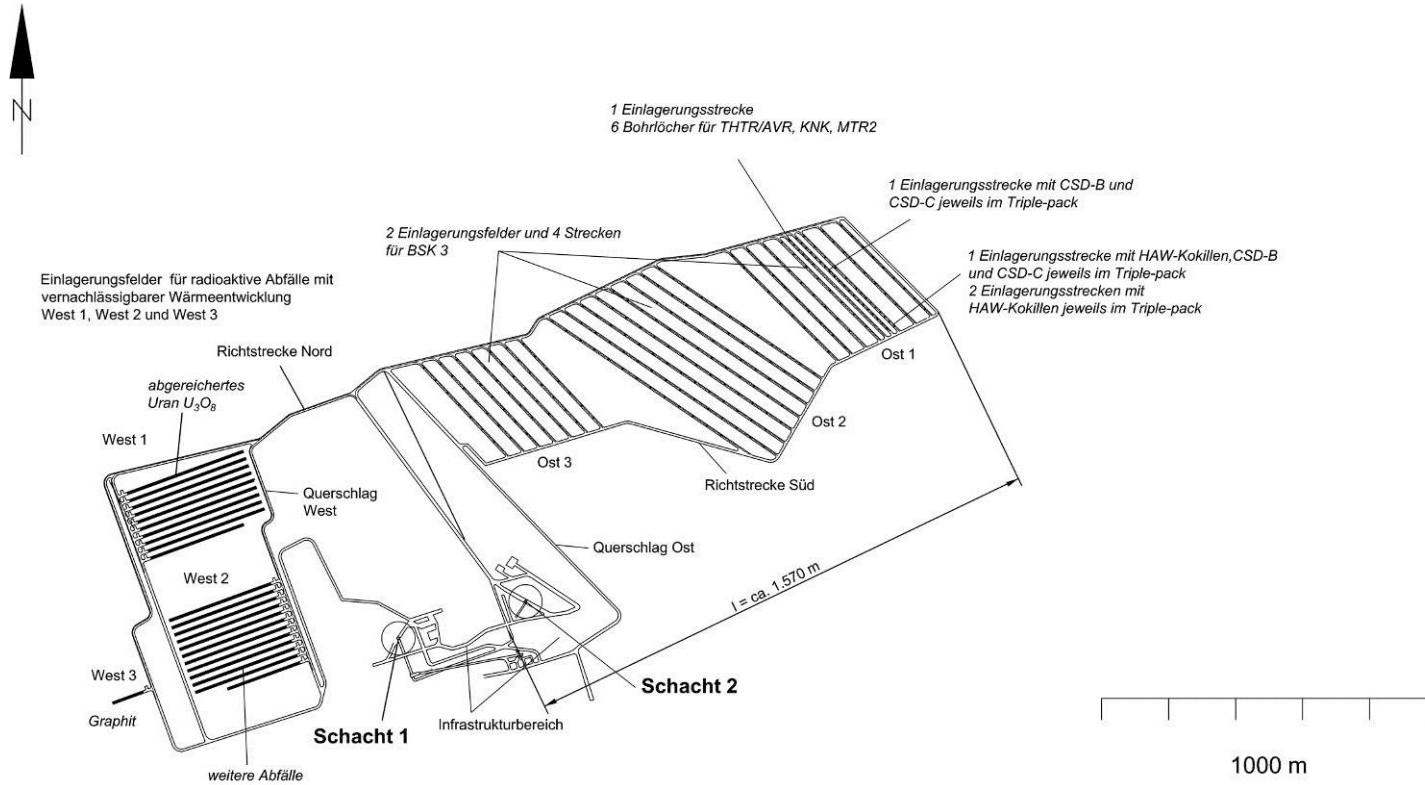 N
1 Einlagerungsstrecke
6 Bohrlöcher für THTR/AVR, KNK, MTR2
1 Einlagerungsstrecke mit CSD-B und
CSD-C jeweils im Triple-pack
2 Einlagerungsfelder und 4 Strecken
für BSK 3
1 Einlagerungsstrecke mit HAW-Kokillen,CSD-B
und CSD-C jeweils im Triple-pack
2 Einlagerungsstrecken mit
HAW-Kokillen jeweils im Triple-pack
Einlagerungsfelder für radioaktive Abfälle mit
vernachlässigbarer Wärmeentwicklung
West 1, West 2 und West 3
Richtstrecke Nord
Ost 1
abgereichertes
Uran U₃O₈
Ost 2
West 1
Ost 3
Richtstrecke Süd
Querschlag
West
Querschlag Ost
West 2
l = ca. 1.570 m
West 3
Schacht 2
Graphit
Infrastrukturbereich
Schacht 1
weitere Abfälle
1000 m